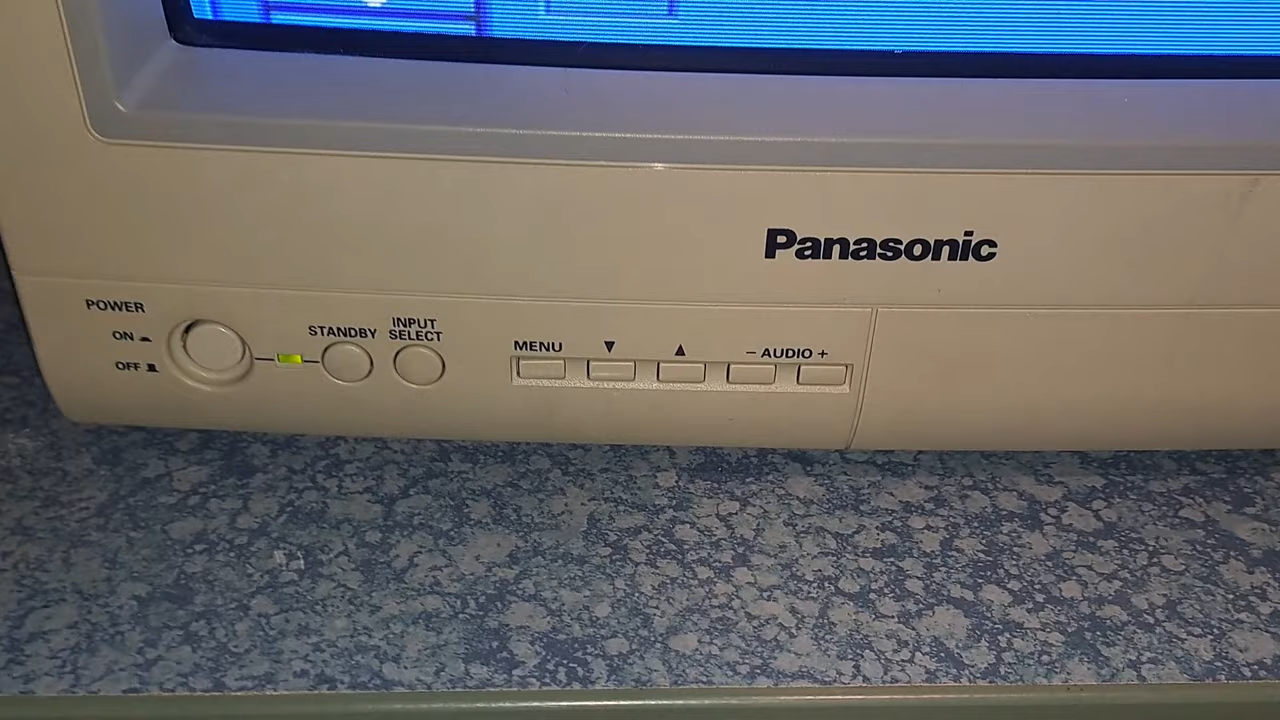 Panasonic
POWER
ON
OFF
STANDBY
INPUT
SELECT
MENU ▼ ▲ – AUDIO +